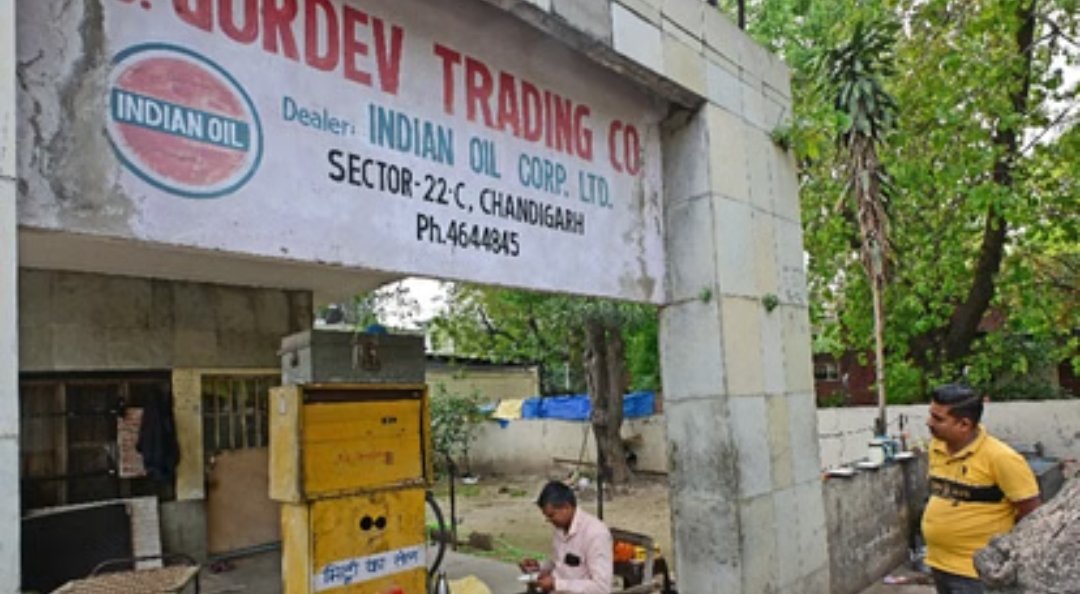 GURDEV TRADING CO.
INDIAN OIL
Dealer: INDIAN OIL CORP. LTD.
SECTOR-22-C, CHANDIGARH
Ph.4644845
मिट्टी का तेल